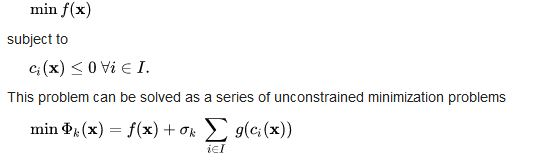 min f(x)
subject to
cᵢ(x) ≤ 0 ∀i ∈ I.
This problem can be solved as a series of unconstrained minimization problems
min Φₖ(x) = f(x) + σₖ ∑ g(cᵢ(x))
i∈I